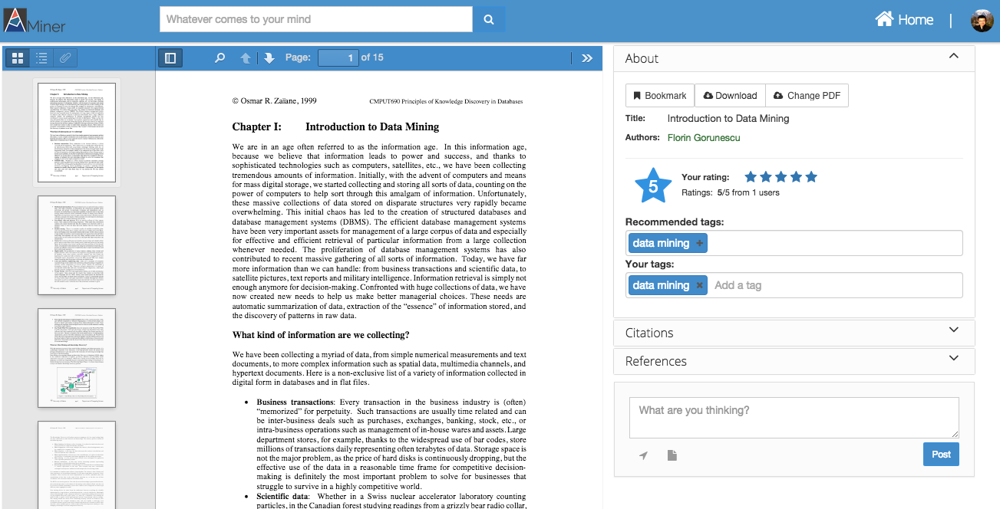 Miner
Whatever comes to your mind
Home
|
Page: 1 of 15
© Osmar R. Zaïane, 1999
CMPUT690 Principles of Knowledge Discovery in Databases
Chapter I: Introduction to Data Mining
We are in an age often referred to as the information age. In this information age,
because we believe that information leads to power and success, and thanks to
sophisticated technologies such as computers, satellites, etc., we have been collecting
tremendous amounts of information. Initially, with the advent of computers and means
for mass digital storage, we started collecting and storing all sorts of data, counting on the
power of computers to help sort through this amalgam of information. Unfortunately,
these massive collections of data stored on disparate structures very rapidly became
overwhelming. This initial chaos has led to the creation of structured databases and
database management systems (DBMS). The efficient database management systems
have been very important assets for management of a large corpus of data and especially
for effective and efficient retrieval of particular information from a large collection
whenever needed. The proliferation of database management systems has also
contributed to recent massive gathering of all sorts of information. Today, we have far
more information than we can handle: from business transactions and scientific data, to
satellite pictures, text reports and military intelligence. Information retrieval is simply not
enough anymore for decision-making. Confronted with huge collections of data, we have
now created new needs to help us make better managerial choices. These needs are
automatic summarization of data, extraction of the “essence” of information stored, and
the discovery of patterns in raw data.
What kind of information are we collecting?
We have been collecting a myriad of data, from simple numerical measurements and text
documents, to more complex information such as spatial data, multimedia channels, and
hypertext documents. Here is a non-exclusive list of a variety of information collected in
digital form in databases and in flat files.
• Business transactions: Every transaction in the business industry is (often)
“memorized” for perpetuity. Such transactions are usually time related and can
be inter-business deals such as purchases, exchanges, banking, stock, etc., or
intra-business operations such as management of in-house wares and assets. Large
department stores, for example, thanks to the widespread use of bar codes, store
millions of transactions daily representing often terabytes of data. Storage space is
not the major problem, as the price of hard disks is continuously dropping, but the
effective use of the data in a reasonable time frame for competitive decision-
making is definitely the most important problem to solve for businesses that
struggle to survive in a highly competitive world.
• Scientific data: Whether in a Swiss nuclear accelerator laboratory counting
particles, in the Canadian forest studying readings from a grizzly bear radio collar,
About
Bookmark Download Change PDF
Title: Introduction to Data Mining
Authors: Florin Gorunescu
5
Your rating:
Ratings: 5/5 from 1 users
Recommended tags:
data mining +
Your tags:
data mining × Add a tag
Citations
References
What are you thinking?
Post